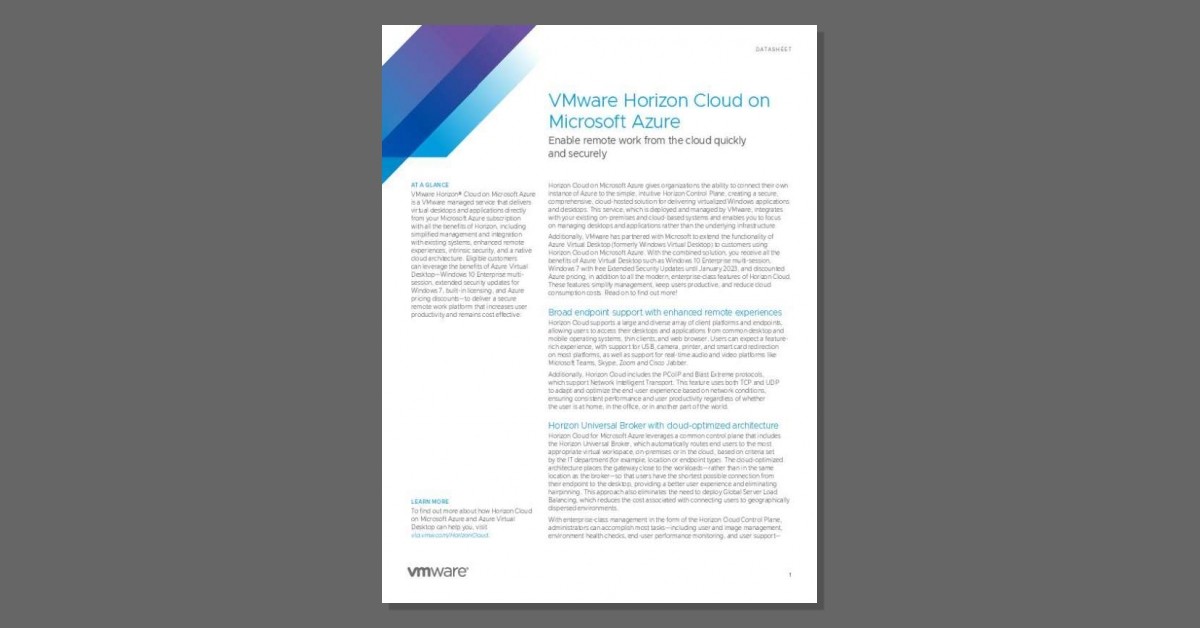 DATASHEET
VMware Horizon Cloud on
Microsoft Azure
Enable remote work from the cloud quickly
and securely
AT A GLANCE
VMware Horizon® Cloud on Microsoft Azure
is a VMware managed service that delivers
virtual desktops and applications directly
from your Microsoft Azure subscription
with all the benefits of Horizon, including
simplified management and integration
with existing systems, enhanced remote
experiences, intrinsic security, and a native
cloud architecture. Eligible customers
can leverage the benefits of Azure Virtual
Desktop—Windows 10 Enterprise multi-
session, extended security updates for
Windows 7, built-in licensing, and Azure
pricing discounts—to deliver a secure
remote work platform that increases user
productivity and remains cost effective.
LEARN MORE
To find out more about how Horizon Cloud
on Microsoft Azure and Azure Virtual
Desktop can help you, visit
Horizon Cloud on Microsoft Azure gives organizations the ability to connect their own
instance of Azure to the simple, intuitive Horizon Control Plane, creating a secure,
comprehensive, cloud-hosted solution for delivering virtualized Windows applications
and desktops. This service, which is deployed and managed by VMware, integrates
with your existing on-premises and cloud-based systems and enables you to focus
on managing desktops and applications rather than the underlying infrastructure.
Additionally, VMware has partnered with Microsoft to extend the functionality of
Azure Virtual Desktop (formerly Windows Virtual Desktop) to customers using
Horizon Cloud on Microsoft Azure. With the combined solution, you receive all the
benefits of Azure Virtual Desktop such as Windows 10 Enterprise multi-session,
Windows 7 with free Extended Security Updates until January 2023, and discounted
Azure pricing, in addition to all the modern, enterprise-class features of Horizon Cloud.
These features simplify management, keep users productive, and reduce cloud
consumption costs. Read on to find out more!
Broad endpoint support with enhanced remote experiences
Horizon Cloud supports a large and diverse array of client platforms and endpoints,
allowing users to access their desktops and applications from common desktop and
mobile operating systems, thin clients, and web browser. Users can expect a feature-
rich experience, with support for USB, camera, printer, and smart card redirection
on most platforms, as well as support for real-time audio and video platforms like
Microsoft Teams, Skype, Zoom and Cisco Jabber.
Additionally, Horizon Cloud includes the PCoIP and Blast Extreme protocols,
which support Network Intelligent Transport. This feature uses both TCP and UDP
to adapt and optimize the end-user experience based on network conditions,
ensuring consistent performance and user productivity regardless of whether
the user is at home, in the office, or in another part of the world.
Horizon Universal Broker with cloud-optimized architecture
Horizon Cloud for Microsoft Azure leverages a common control plane that includes
the Horizon Universal Broker, which automatically routes end users to the most
appropriate virtual workspace, on-premises or in the cloud, based on criteria set
by the IT department (for example, location or endpoint type). The cloud-optimized
architecture places the gateway close to the workloads—rather than in the same
location as the broker—so that users have the shortest possible connection from
their endpoint to the desktop, providing a better user experience and eliminating
hairpinning. This approach also eliminates the need to deploy Global Server Load
Balancing, which reduces the cost associated with connecting users to geographically
dispersed environments.
With enterprise-class management in the form of the Horizon Cloud Control Plane,
administrators can accomplish most tasks—including user and image management,
environment health checks, end-user performance monitoring, and user support—
vmware®
1